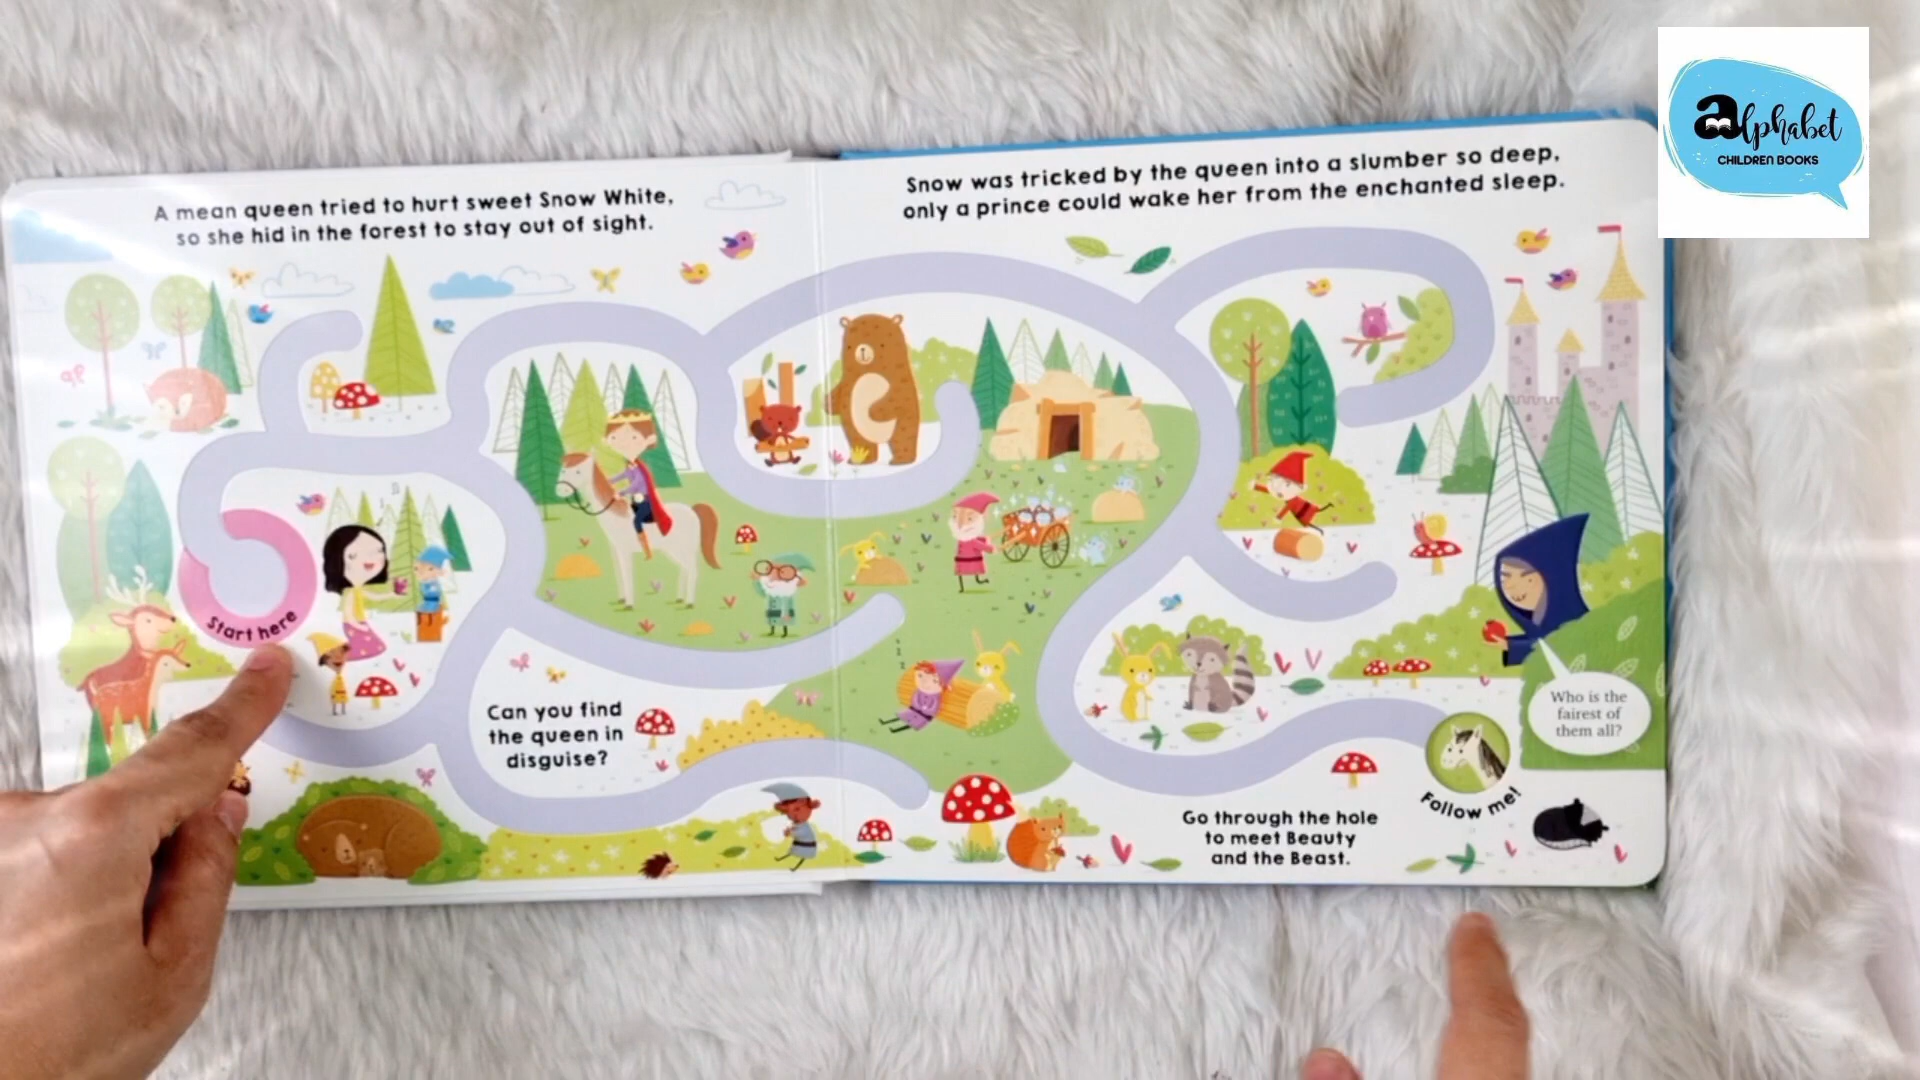 alphabet
CHILDREN BOOKS
A mean queen tried to hurt sweet Snow White,
so she hid in the forest to stay out of sight.
Snow was tricked by the queen into a slumber so deep,
only a prince could wake her from the enchanted sleep.
Start here
Can you find
the queen in
disguise?
Who is the
fairest of
them all?
Follow me!
Go through the hole
to meet Beauty
and the Beast.